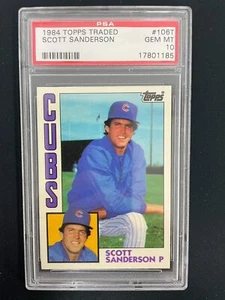 PSA
1984 TOPPS TRADED #106T
SCOTT SANDERSON GEM MT
10
17801185
Topps
CUBS
SCOTT
SANDERSON P